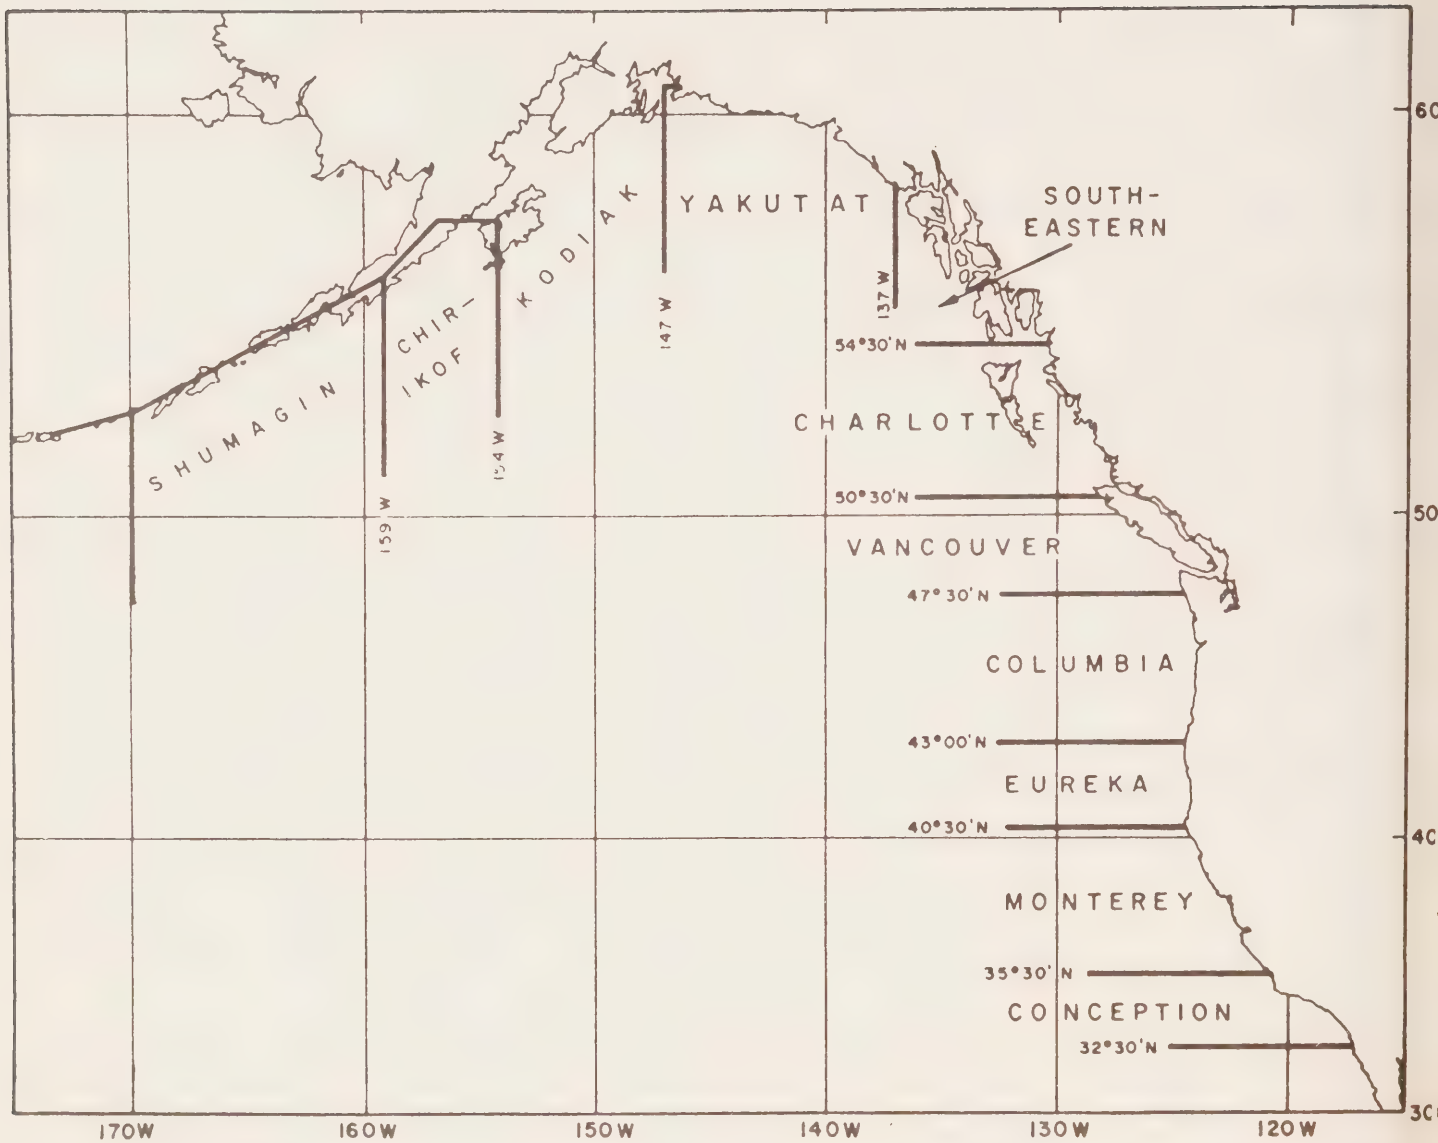 60
SOUTH-
EASTERN
YAKUTAT
KODIAK
CHIR-
IKOF
SHUMAGIN
147 W
137 W
154 W
159 W
54°30'N
CHARLOTTE
50°30'N
50
VANCOUVER
47°30'N
COLUMBIA
43°00'N
EUREKA
40°30'N
40
MONTEREY
35°30'N
CONCEPTION
32°30'N
30
170W 160W 150W 140W 130W 120W